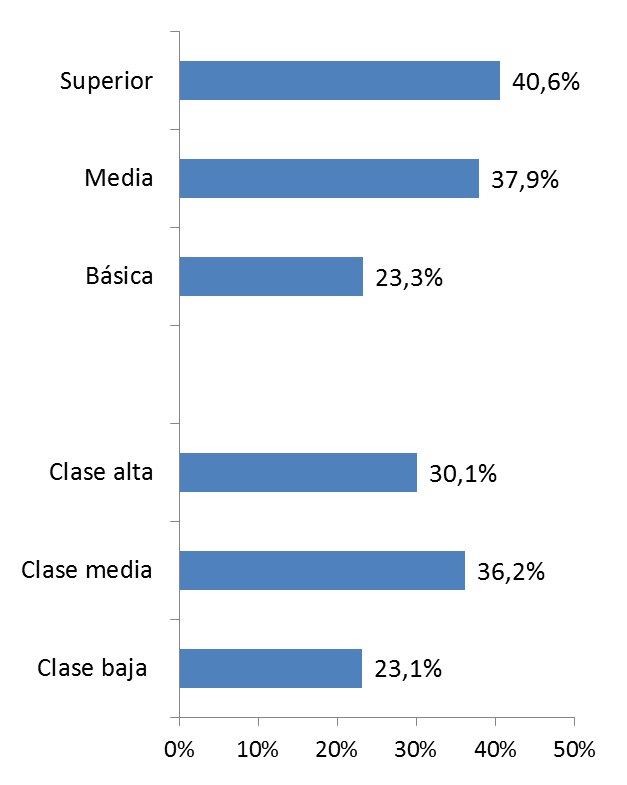 Superior 40,6%
Media 37,9%
Básica 23,3%
Clase alta 30,1%
Clase media 36,2%
Clase baja 23,1%
0% 10% 20% 30% 40% 50%